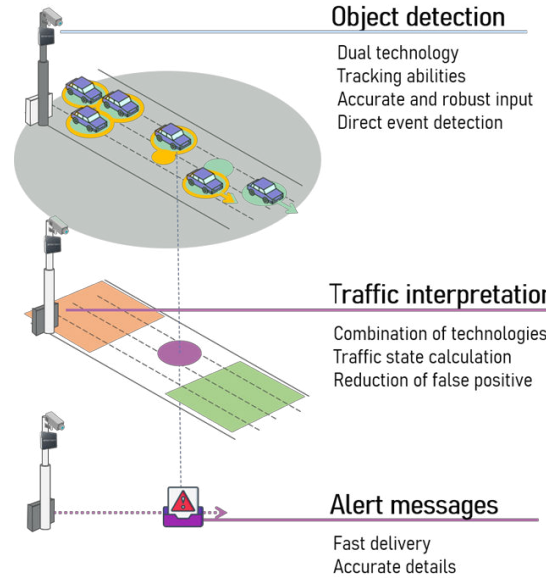 Object detection
Dual technology
Tracking abilities
Accurate and robust input
Direct event detection
Traffic interpretation
Combination of technologies
Traffic state calculation
Reduction of false positive
Alert messages
Fast delivery
Accurate details